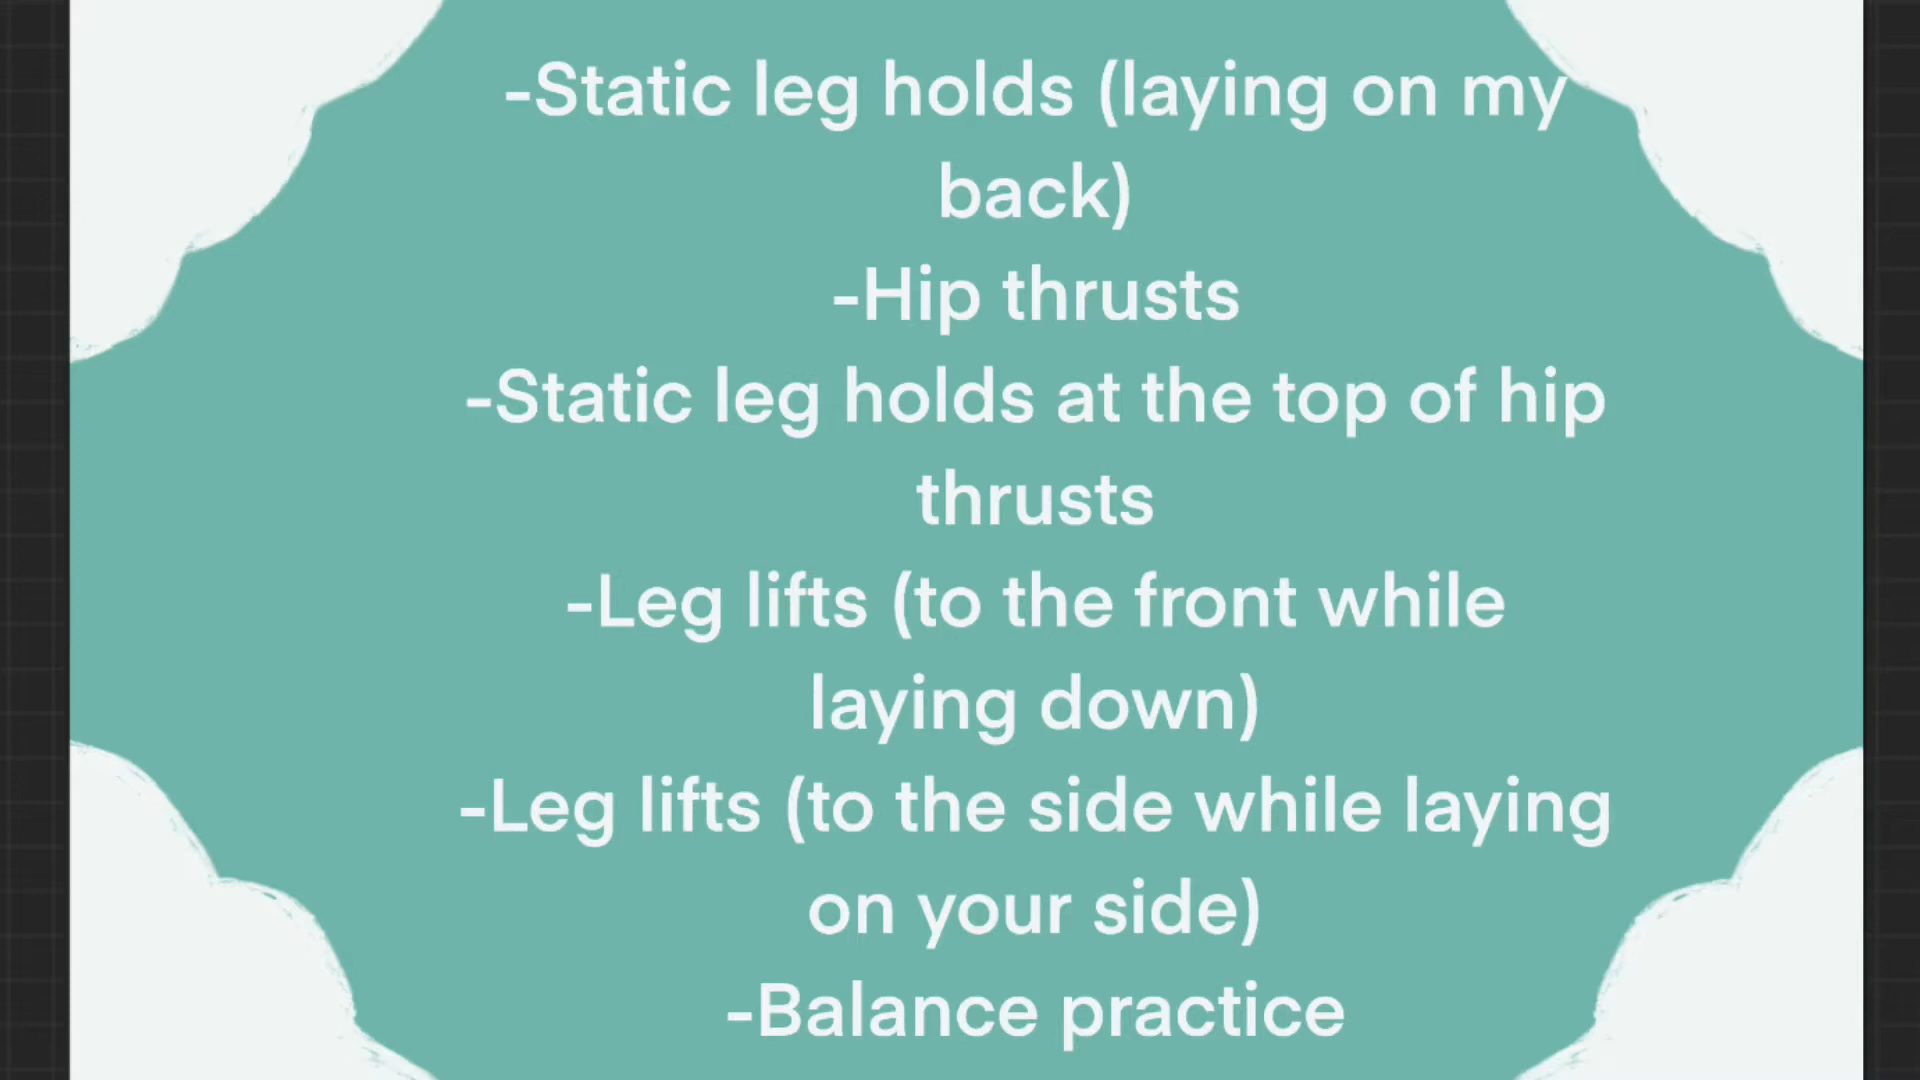 -Static leg holds (laying on my
back)
-Hip thrusts
-Static leg holds at the top of hip
thrusts
-Leg lifts (to the front while
laying down)
-Leg lifts (to the side while laying
on your side)
-Balance practice